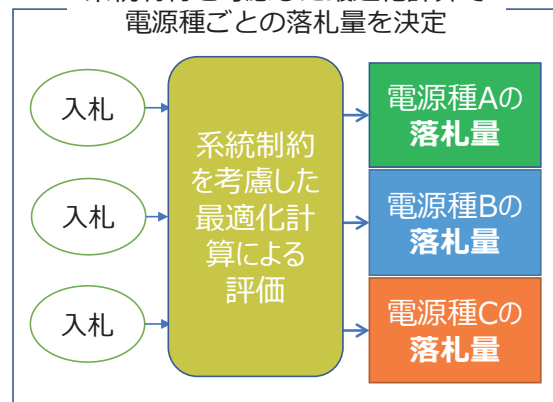 電源種ごとの落札量を決定
入札
入札
入札
系統制約
を考慮した
最適化計
算による
評価
電源種Aの
落札量
電源種Bの
落札量
電源種Cの
落札量